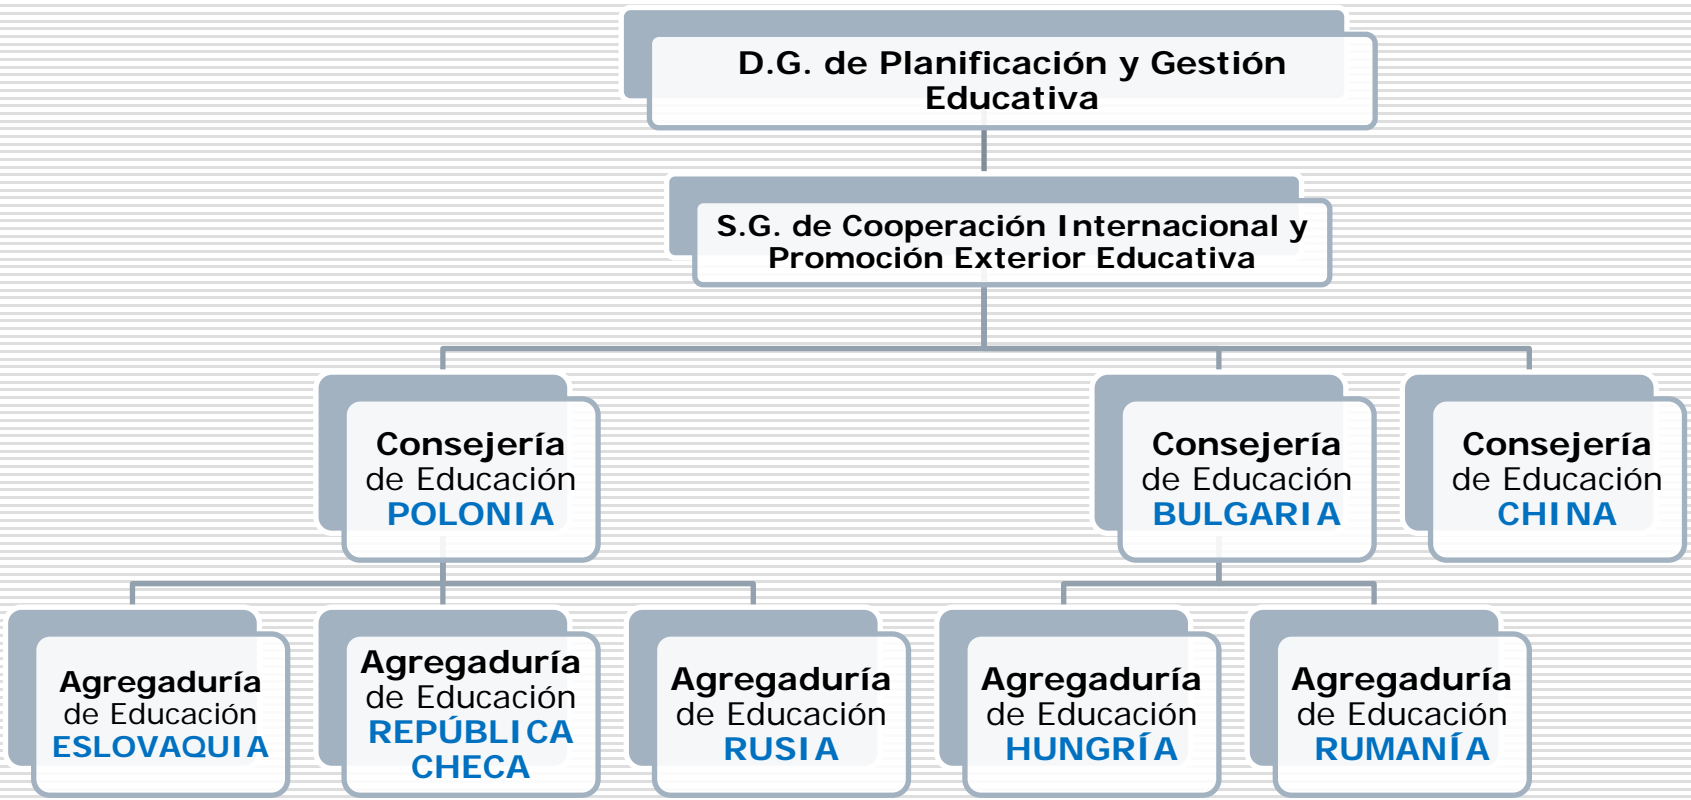 D.G. de Planificación y Gestión
Educativa
S.G. de Cooperación Internacional y
Promoción Exterior Educativa
Consejería
de Educación
POLONIA
Consejería
de Educación
BULGARIA
Consejería
de Educación
CHINA
Agregaduría
de Educación
ESLOVAQUIA
Agregaduría
de Educación
REPÚBLICA
CHECA
Agregaduría
de Educación
RUSIA
Agregaduría
de Educación
HUNGRÍA
Agregaduría
de Educación
RUMANÍA